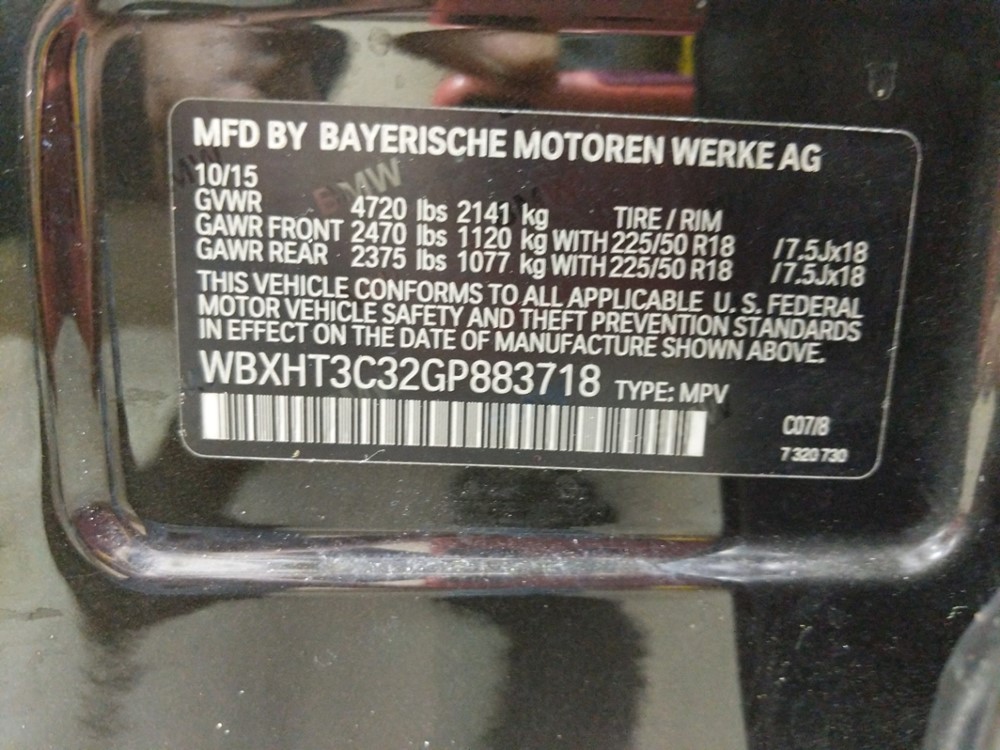 MFD BY BAYERISCHE MOTOREN WERKE AG
10/15
GVWR 4720 lbs 2141 kg TIRE / RIM
GAWR FRONT 2470 lbs 1120 kg WITH 225/50 R18 /7.5Jx18
GAWR REAR 2375 lbs 1077 kg WITH 225/50 R18 /7.5Jx18
THIS VEHICLE CONFORMS TO ALL APPLICABLE U. S. FEDERAL
MOTOR VEHICLE SAFETY AND THEFT PREVENTION STANDARDS
IN EFFECT ON THE DATE OF MANUFACTURE SHOWN ABOVE.
WBXHT3C32GP883718 TYPE: MPV
C07/8
7 320 730
BMW